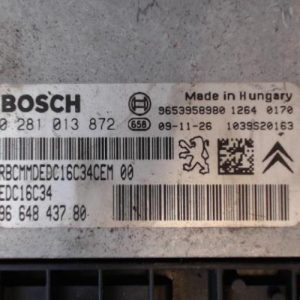 BOSCH
Made in Hungary
9653958980 1264 0170
0 281 013 872 656 09-11-26 1039S20163
RBCMMDEDC16C34CEM 00
EDC16C34
96 648 437 80